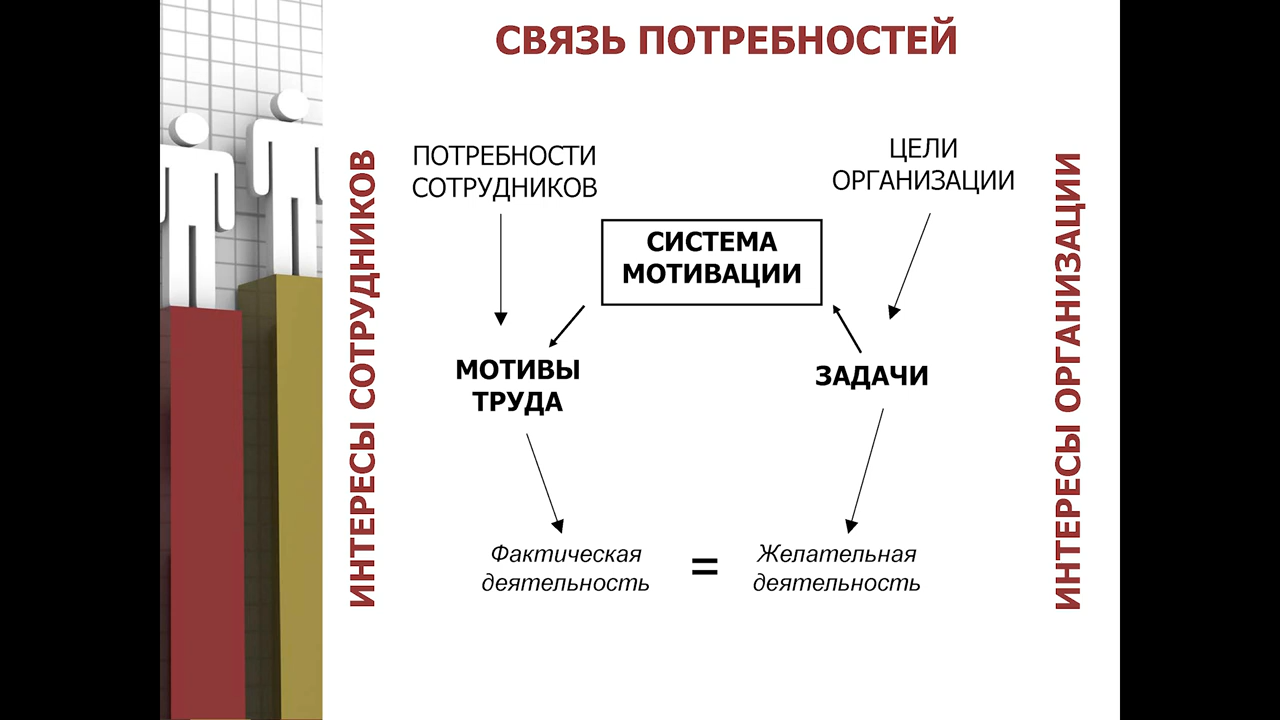 СВЯЗЬ ПОТРЕБНОСТЕЙ
ИНТЕРЕСЫ СОТРУДНИКОВ
ПОТРЕБНОСТИ
СОТРУДНИКОВ
ЦЕЛИ
ОРГАНИЗАЦИИ
СИСТЕМА
МОТИВАЦИИ
МОТИВЫ
ТРУДА
ЗАДАЧИ
Фактическая
деятельность
=
Желательная
деятельность
ИНТЕРЕСЫ ОРГАНИЗАЦИИ